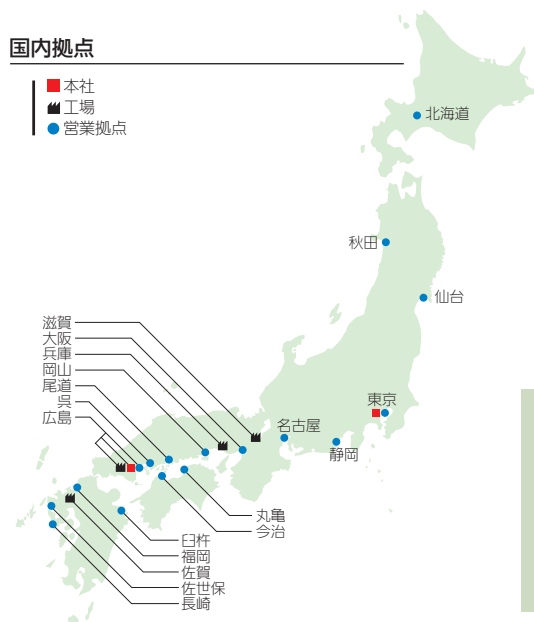 国内拠点
本社
工場
営業拠点
北海道
秋田
仙台
滋賀
大阪
兵庫
岡山
尾道
呉
広島
東京
名古屋
静岡
丸亀
今治
臼杵
福岡
佐賀
佐世保
長崎